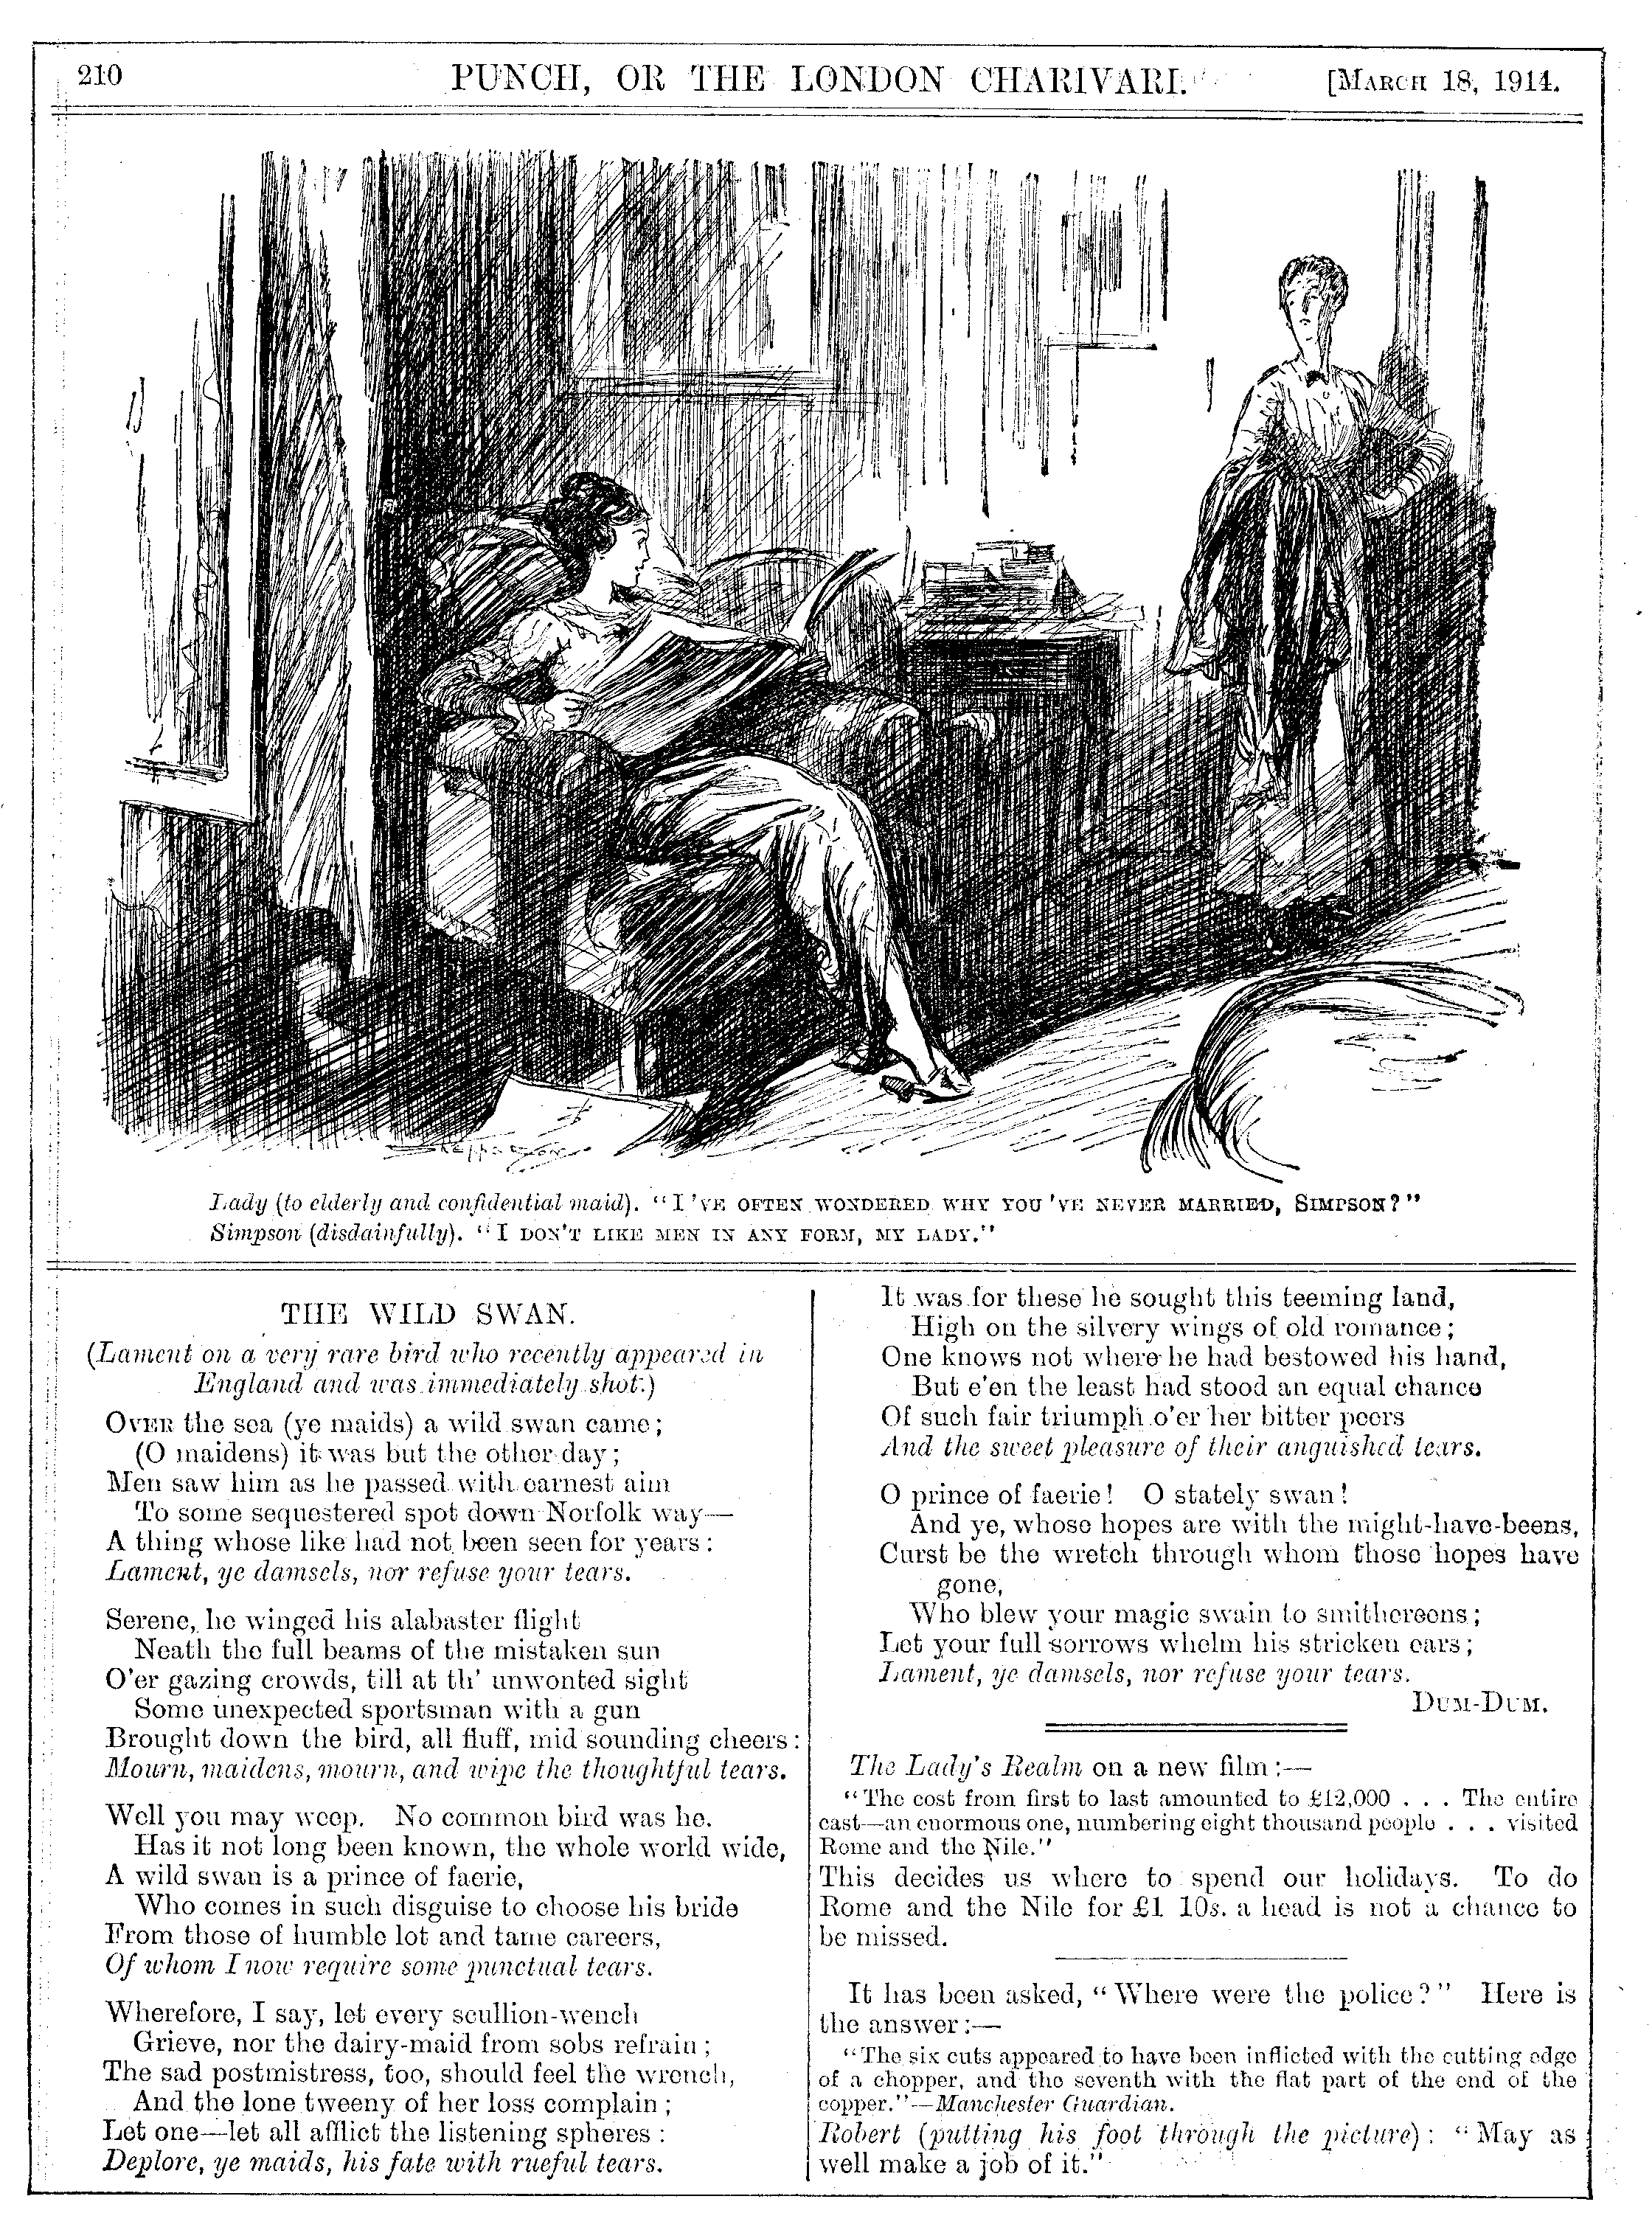 210 PUNCH, OR THE LONDON CHARIVARI. [MARCH 18, 1914.
Lady (to elderly and confidential maid). "I 'VE OFTEN WONDERED WHY YOU 'VE NEVER MARRIED, SIMPSON?"
Simpson (disdainfully). "I DON'T LIKE MEN IN ANY FORM, MY LADY."
THE WILD SWAN.
(Lament on a very rare bird who recently appeared in
England and was immediately shot.)
OVER the sea (ye maids) a wild swan came;
(O maidens) it was but the other day;
Men saw him as he passed with earnest aim
To some sequestered spot down Norfolk way—
A thing whose like had not been seen for years:
Lament, ye damsels, nor refuse your tears.
Serene, he winged his alabaster flight
Neath the full beams of the mistaken sun
O'er gazing crowds, till at th' unwonted sight
Some unexpected sportsman with a gun
Brought down the bird, all fluff, mid sounding cheers:
Mourn, maidens, mourn, and wipe the thoughtful tears.
Well you may weep. No common bird was he.
Has it not long been known, the whole world wide,
A wild swan is a prince of faerie,
Who comes in such disguise to choose his bride
From those of humble lot and tame careers,
Of whom I now require some punctual tears.
Wherefore, I say, let every scullion-wench
Grieve, nor the dairy-maid from sobs refrain;
The sad postmistress, too, should feel the wrench,
And the lone tweeny of her loss complain;
Let one—let all afflict the listening spheres:
Deplore, ye maids, his fate with rueful tears.
It was for these he sought this teeming land,
High on the silvery wings of old romance;
One knows not where he had bestowed his hand,
But e'en the least had stood an equal chance
Of such fair triumph o'er her bitter peers
And the sweet pleasure of their anguished tears.
O prince of faerie! O stately swan!
And ye, whose hopes are with the might-have-beens,
Curst be the wretch through whom those hopes have
gone,
Who blew your magic swain to smithereens;
Let your full sorrows whelm his stricken ears;
Lament, ye damsels, nor refuse your tears.
DUM-DUM.
The Lady's Realm on a new film:—
"The cost from first to last amounted to £12,000 . . . The entire
cast—an enormous one, numbering eight thousand people . . . visited
Rome and the Nile."
This decides us where to spend our holidays. To do
Rome and the Nile for £1 10s. a head is not a chance to
be missed.
It has been asked, "Where were the police?" Here is
the answer:—
"The six cuts appeared to have been inflicted with the cutting edge
of a chopper, and the seventh with the flat part of the end of the
copper."—Manchester Guardian.
Robert (putting his foot through the picture): "May as
well make a job of it."